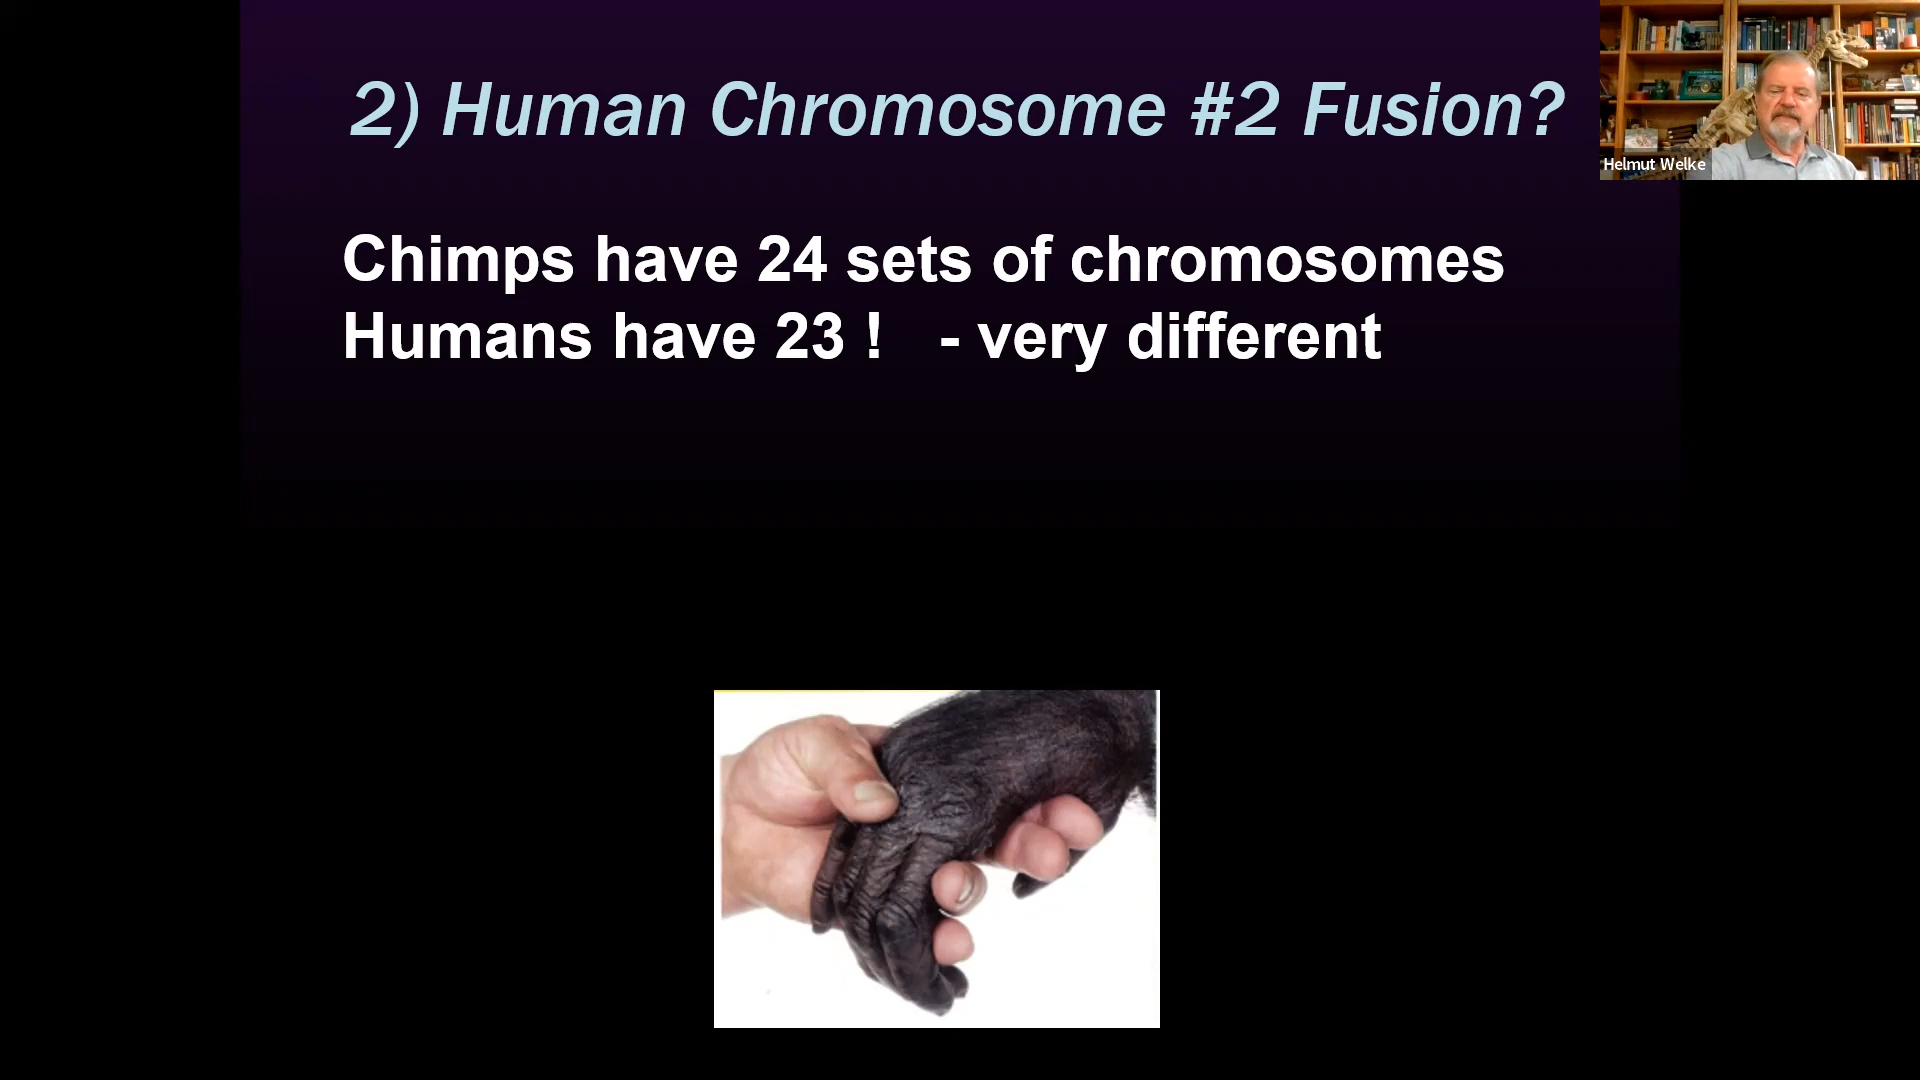 2) Human Chromosome #2 Fusion?
Helmut Welke
Chimps have 24 sets of chromosomes
Humans have 23 ! - very different